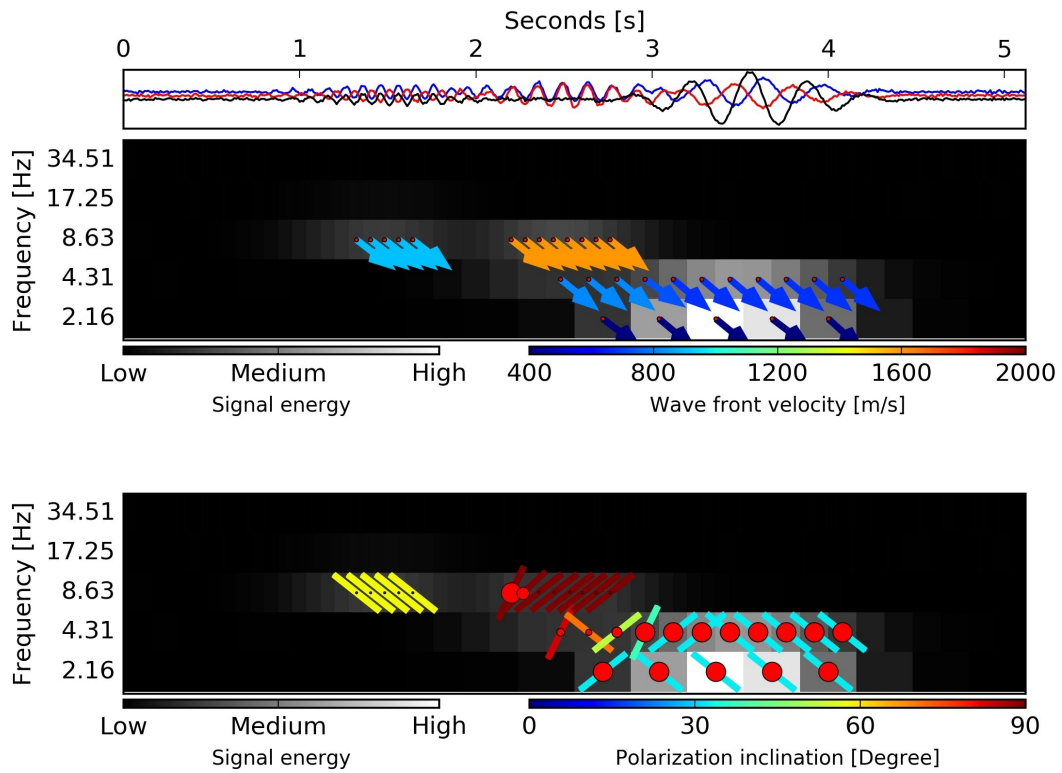 Seconds [s]
0 1 2 3 4 5
Frequency [Hz]
34.51
17.25
8.63
4.31
2.16
Low Medium High
Signal energy
400 800 1200 1600 2000
Wave front velocity [m/s]
Frequency [Hz]
34.51
17.25
8.63
4.31
2.16
Low Medium High
Signal energy
0 30 60 90
Polarization inclination [Degree]